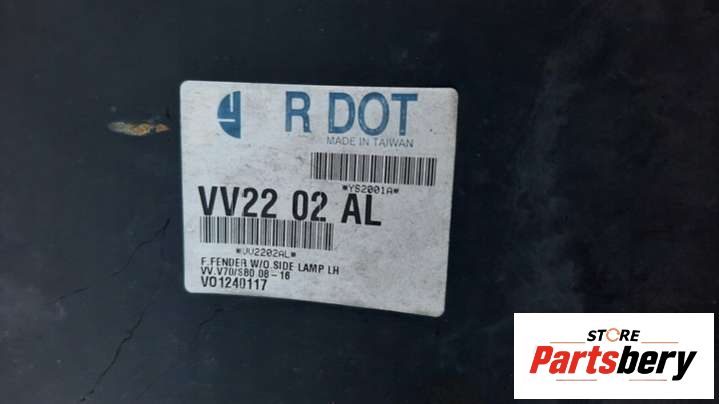 R DOT
MADE IN TAIWAN
*YS2001A*
VV22 02 AL
*VV2202AL*
F.FENDER W/O.SIDE LAMP LH
VV.V70/S80 08-16
VO1240117
STORE
Partsbery